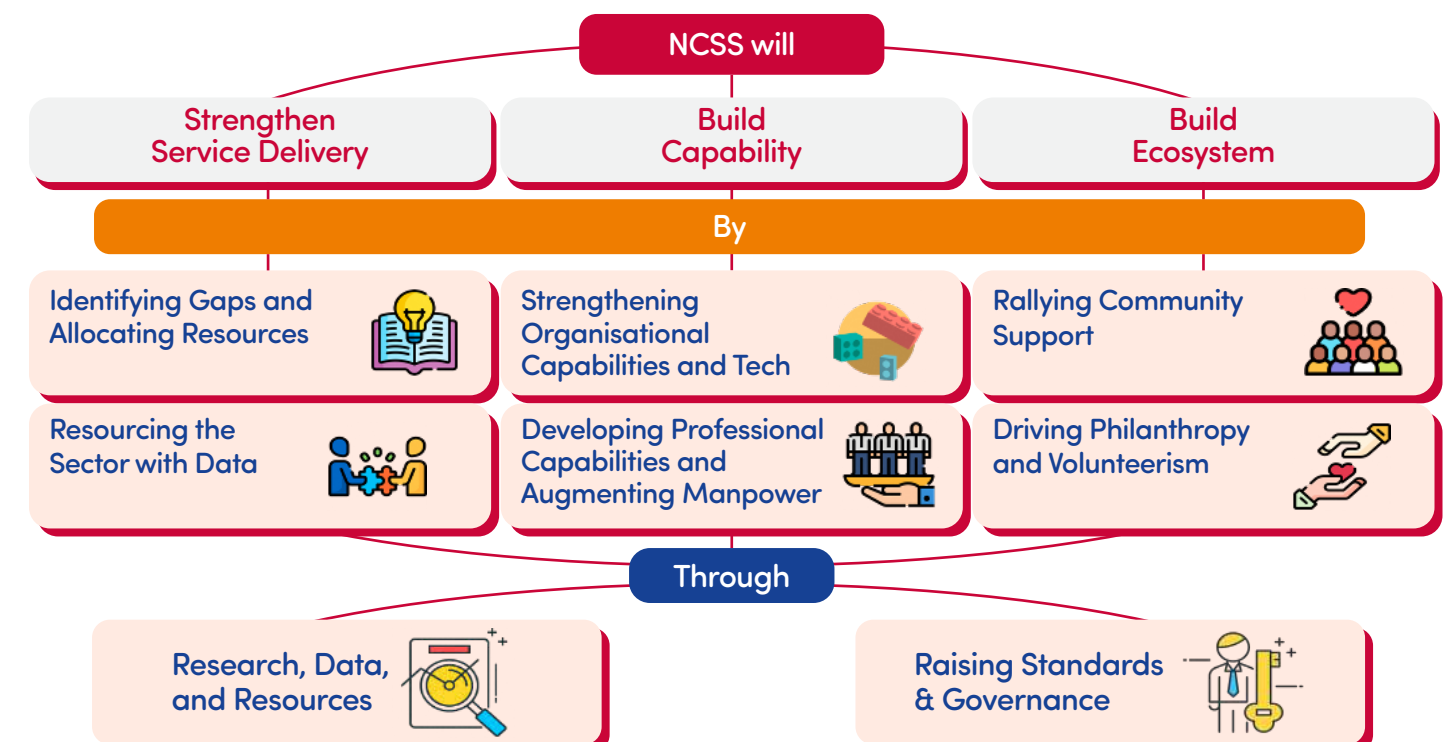 NCSS will
Strengthen
Service Delivery
Build
Capability
Build
Ecosystem
By
Identifying Gaps and
Allocating Resources
Strengthening
Organisational
Capabilities and Tech
Rallying Community
Support
Resourcing the
Sector with Data
Developing Professional
Capabilities and
Augmenting Manpower
Driving Philanthropy
and Volunteerism
Through
Research, Data,
and Resources
Raising Standards
& Governance